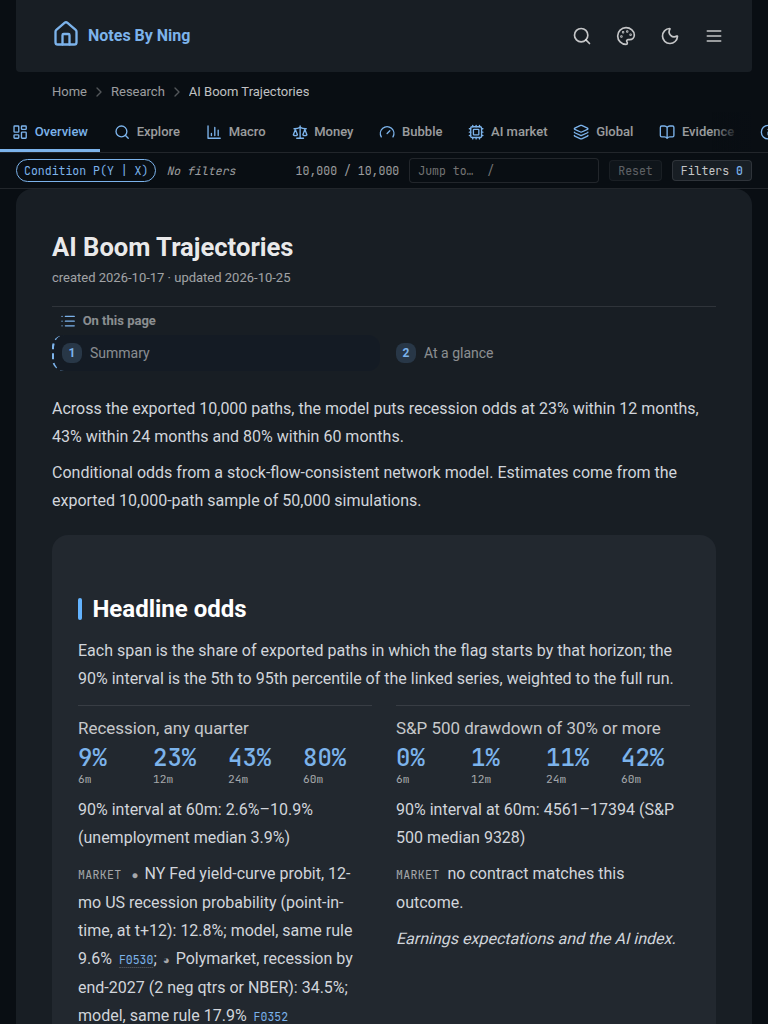 Notes By Ning
Home > Research > AI Boom Trajectories
Overview Explore Macro Money Bubble AI market Global Evidence
Condition P(Y | X) No filters 10,000 / 10,000 Jump to… / Reset Filters 0
AI Boom Trajectories
created 2026-10-17 · updated 2026-10-25
On this page
1 Summary
2 At a glance
Across the exported 10,000 paths, the model puts recession odds at 23% within 12 months,
43% within 24 months and 80% within 60 months.
Conditional odds from a stock-flow-consistent network model. Estimates come from the
exported 10,000-path sample of 50,000 simulations.
Headline odds
Each span is the share of exported paths in which the flag starts by that horizon; the
90% interval is the 5th to 95th percentile of the linked series, weighted to the full run.
Recession, any quarter
9% 23% 43% 80%
6m 12m 24m 60m
90% interval at 60m: 2.6%–10.9%
(unemployment median 3.9%)
MARKET ● NY Fed yield-curve probit, 12-
mo US recession probability (point-in-
time, at t+12): 12.8%; model, same rule
9.6% F0530; Polymarket, recession by
end-2027 (2 neg qtrs or NBER): 34.5%;
model, same rule 17.9% F0352
S&P 500 drawdown of 30% or more
0% 1% 11% 42%
6m 12m 24m 60m
90% interval at 60m: 4561–17394 (S&P
500 median 9328)
MARKET no contract matches this
outcome.
Earnings expectations and the AI index.